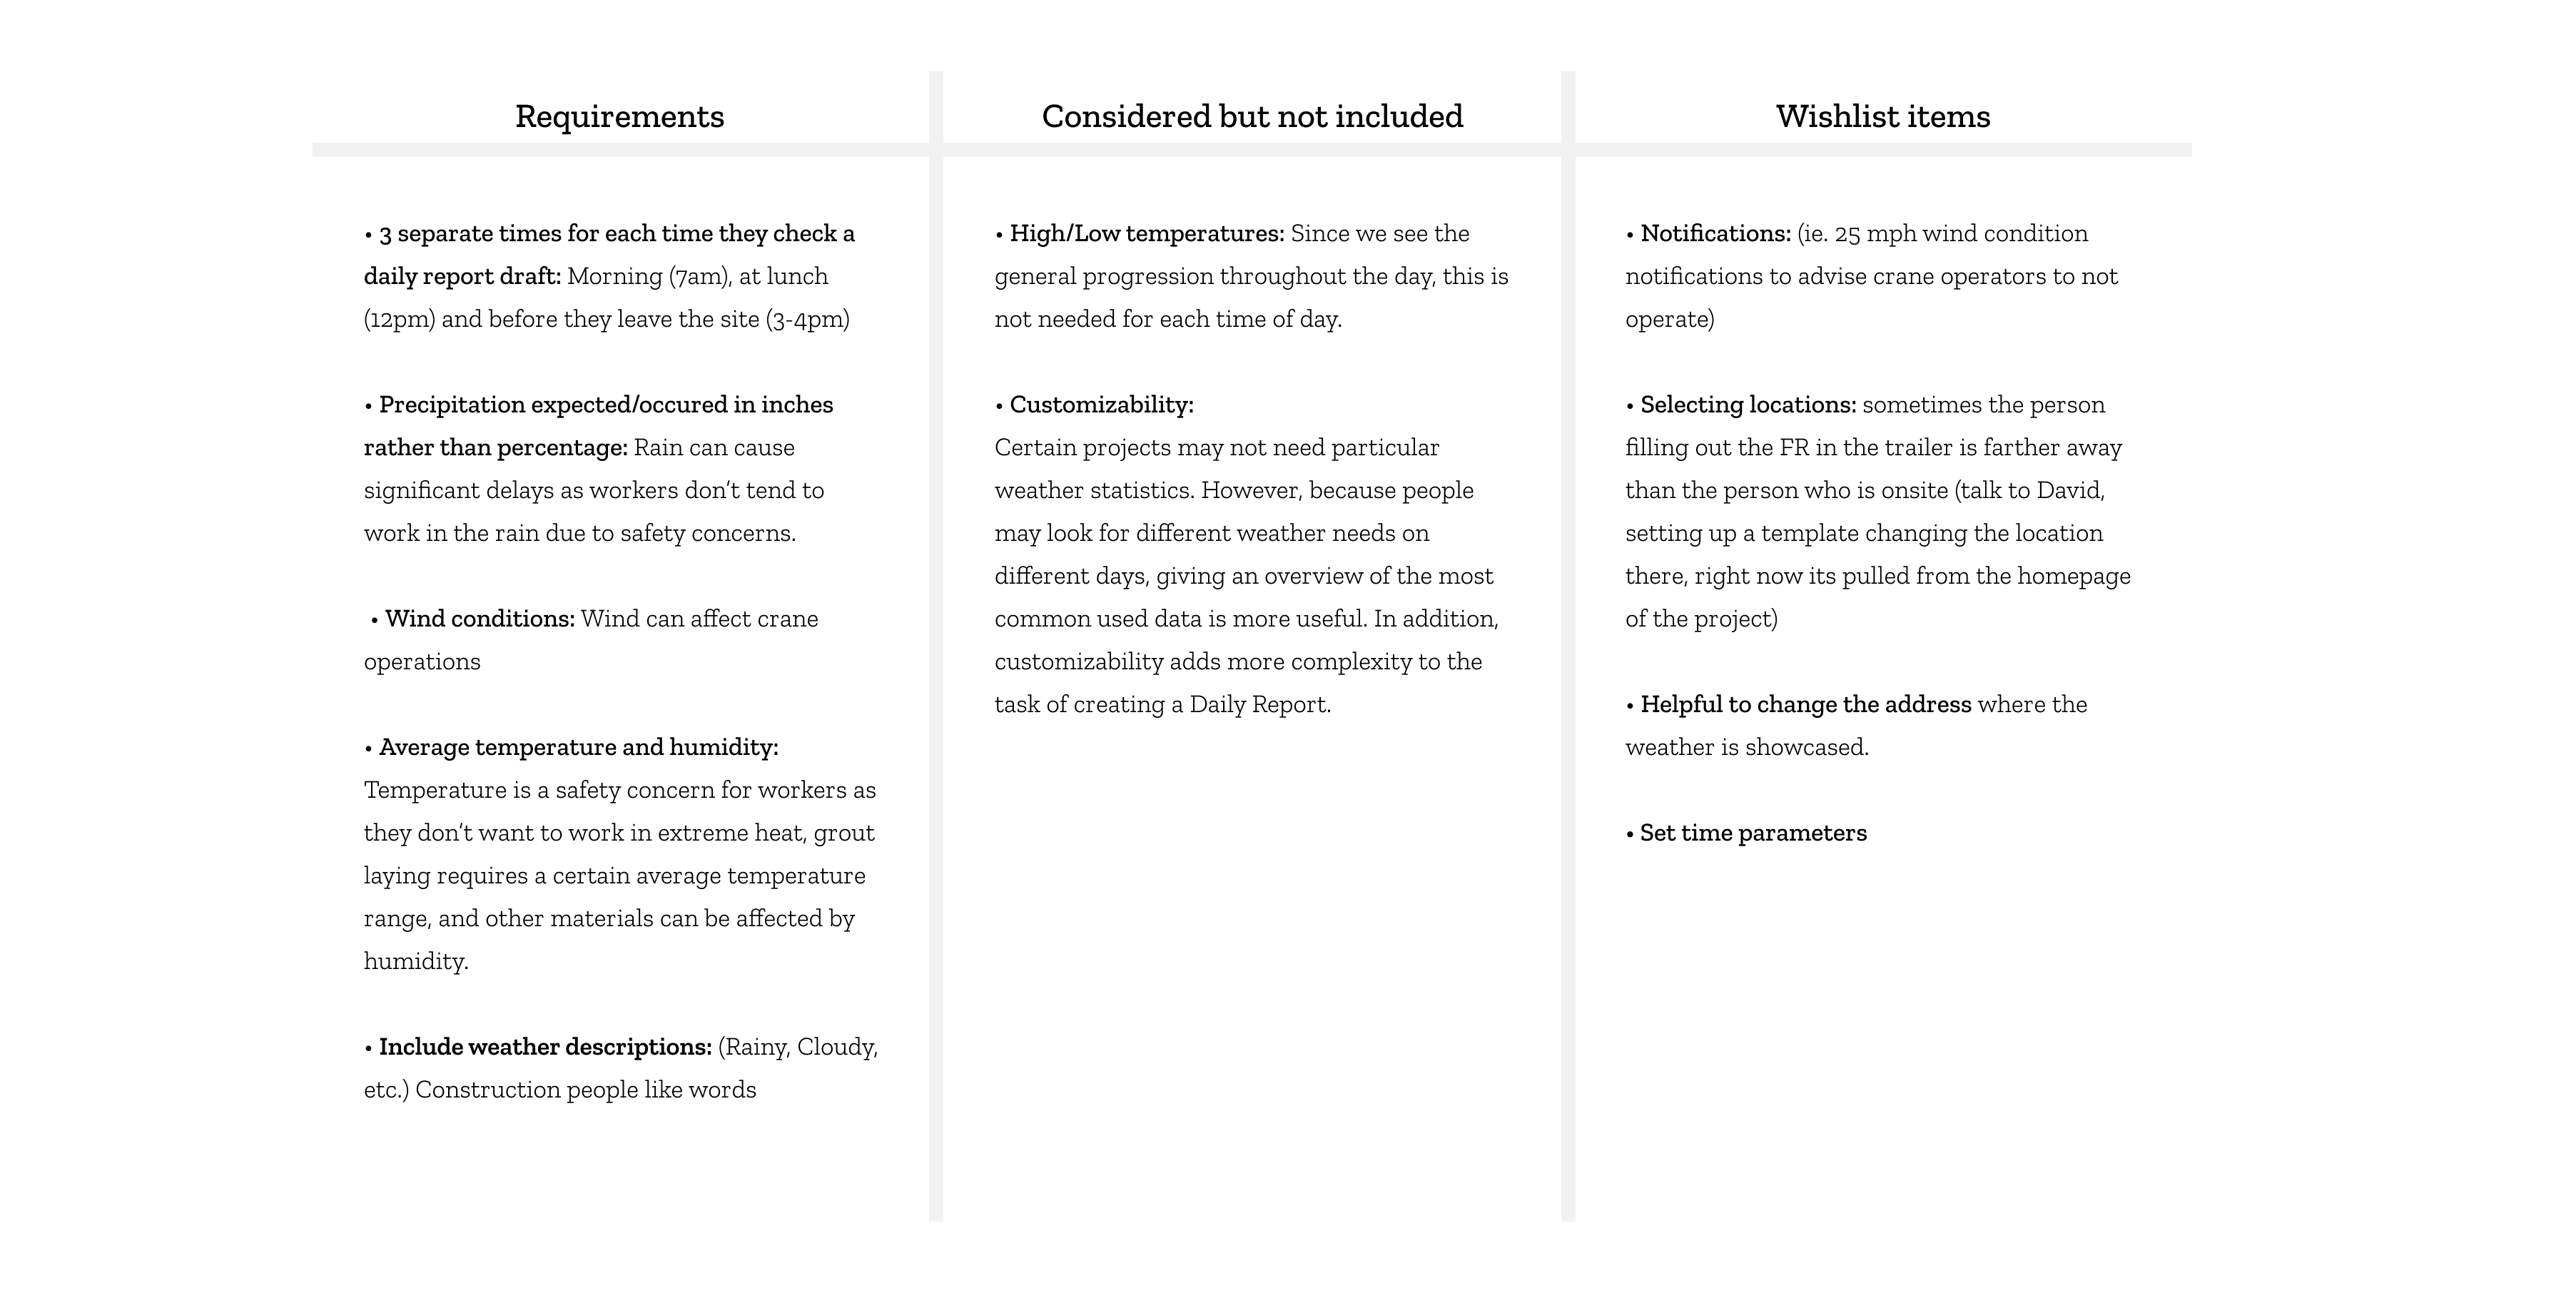 Requirements
• 3 separate times for each time they check a
daily report draft: Morning (7am), at lunch
(12pm) and before they leave the site (3-4pm)
• Precipitation expected/occured in inches
rather than percentage: Rain can cause
significant delays as workers don’t tend to
work in the rain due to safety concerns.
• Wind conditions: Wind can affect crane
operations
• Average temperature and humidity:
Temperature is a safety concern for workers as
they don’t want to work in extreme heat, grout
laying requires a certain average temperature
range, and other materials can be affected by
humidity.
• Include weather descriptions: (Rainy, Cloudy,
etc.) Construction people like words
Considered but not included
• High/Low temperatures: Since we see the
general progression throughout the day, this is
not needed for each time of day.
• Customizability:
Certain projects may not need particular
weather statistics. However, because people
may look for different weather needs on
different days, giving an overview of the most
common used data is more useful. In addition,
customizability adds more complexity to the
task of creating a Daily Report.
Wishlist items
• Notifications: (ie. 25 mph wind condition
notifications to advise crane operators to not
operate)
• Selecting locations: sometimes the person
filling out the FR in the trailer is farther away
than the person who is onsite (talk to David,
setting up a template changing the location
there, right now its pulled from the homepage
of the project)
• Helpful to change the address where the
weather is showcased.
• Set time parameters